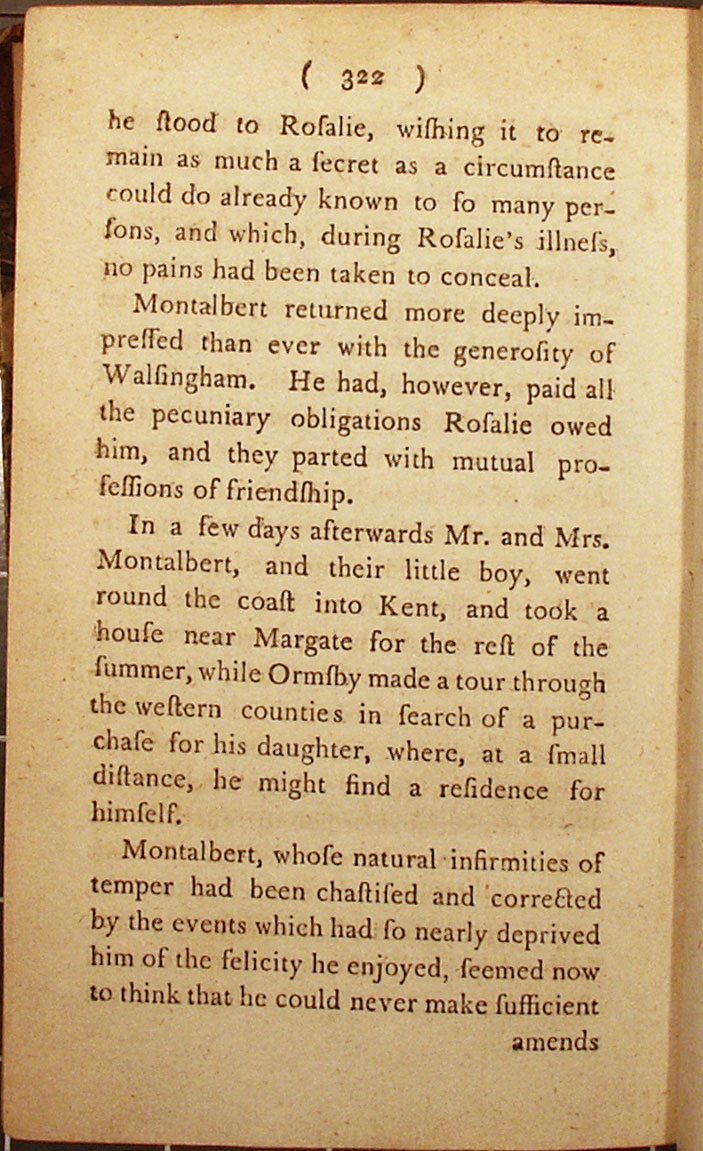 ( 322 )
he ſtood to Roſalie, wiſhing it to re-
main as much a ſecret as a circumſtance
could do already known to ſo many per-
ſons, and which, during Roſalie's illneſs,
no pains had been taken to conceal.
Montalbert returned more deeply im-
preſſed than ever with the generoſity of
Walſingham. He had, however, paid all
the pecuniary obligations Roſalie owed
him, and they parted with mutual pro-
feſſions of friendſhip.
In a few days afterwards Mr. and Mrs.
Montalbert, and their little boy, went
round the coaſt into Kent, and took a
houſe near Margate for the reſt of the
ſummer, while Ormſby made a tour through
the weſtern counties in ſearch of a pur-
chaſe for his daughter, where, at a ſmall
diſtance, he might find a reſidence for
himſelf.
Montalbert, whoſe natural infirmities of
temper had been chaſtiſed and corrected
by the events which had ſo nearly deprived
him of the felicity he enjoyed, ſeemed now
to think that he could never make ſufficient
amends